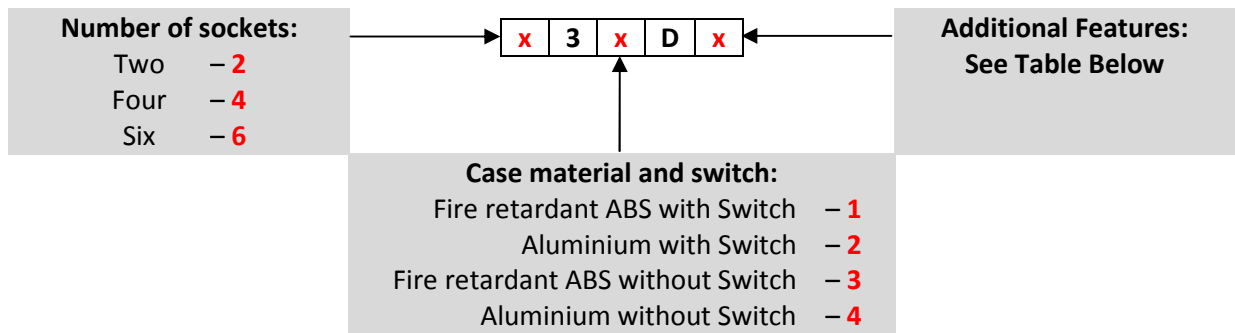 Number of sockets:
Two – 2
Four – 4
Six – 6
x 3 x D x
Additional Features:
See Table Below
Case material and switch:
Fire retardant ABS with Switch – 1
Aluminium with Switch – 2
Fire retardant ABS without Switch – 3
Aluminium without Switch – 4